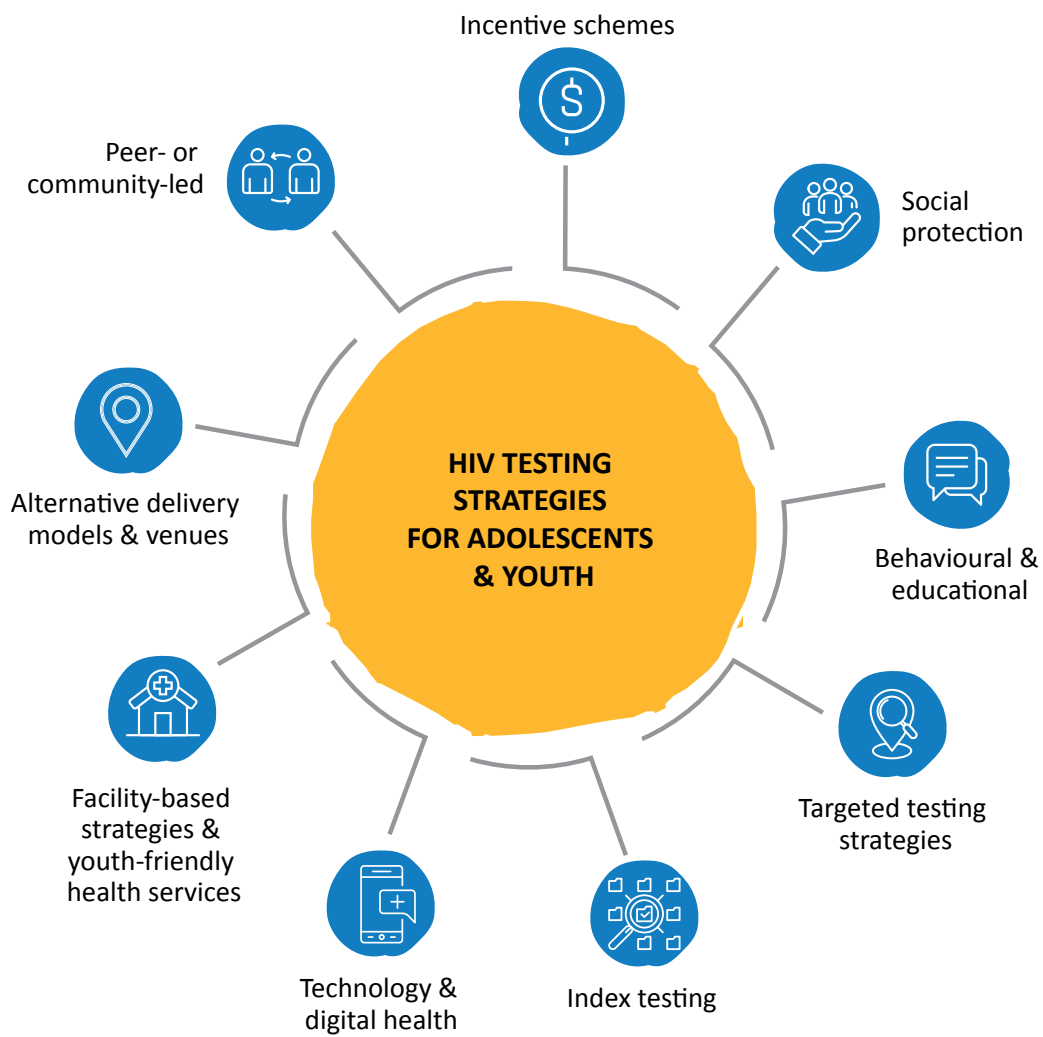 Incentive schemes
Peer- or
community-led
Social
protection
Alternative delivery
models & venues
HIV TESTING
STRATEGIES
FOR ADOLESCENTS
& YOUTH
Behavioural &
educational
Facility-based
strategies &
youth-friendly
health services
Targeted testing
strategies
Technology &
digital health
Index testing